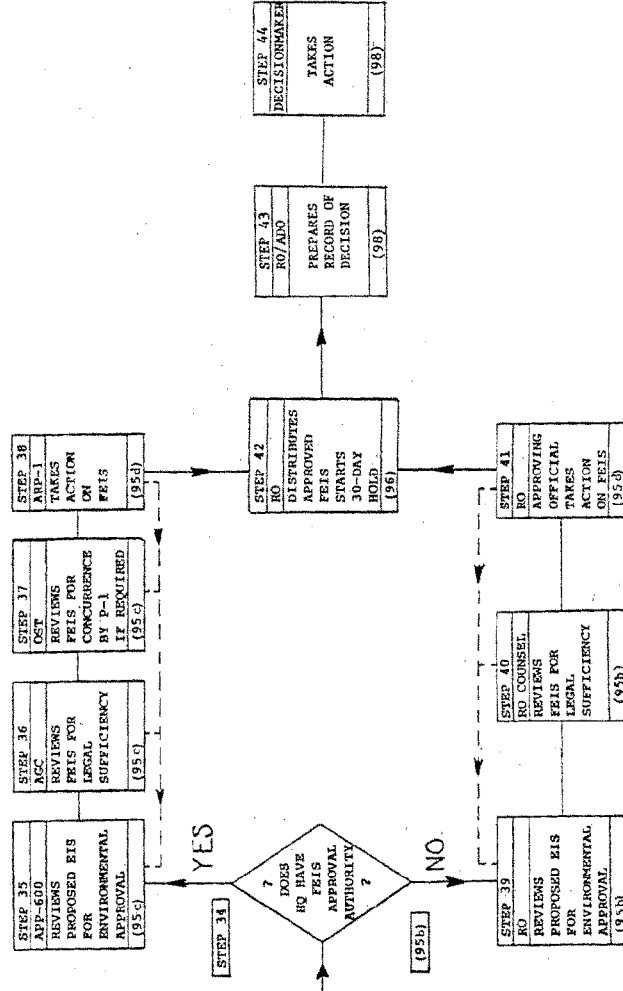 STEP 34
?
DOES
HQ HAVE
FEIS
APPROVAL
AUTHORITY
?
(95b)
YES
NO
STEP 35
APP-600
REVIEWS
PROPOSED EIS
FOR
ENVIRONMENTAL
APPROVAL
(95c)
STEP 36
AGC
REVIEWS
FEIS FOR
LEGAL
SUFFICIENCY
(95c)
STEP 37
OST
REVIEWS
FEIS FOR
CONCURRENCE
BY P-1
IF REQUIRED
(95c)
STEP 38
ARP-1
TAKES
ACTION
ON
FEIS
(95d)
STEP 39
RO
REVIEWS
PROPOSED EIS
FOR
ENVIRONMENTAL
APPROVAL
(95b)
STEP 40
RO COUNSEL
REVIEWS
FEIS FOR
LEGAL
SUFFICIENCY
(95b)
STEP 41
RO
APPROVING
OFFICIAL
TAKES
ACTION
ON FEIS
(95d)
STEP 42
RO
DISTRIBUTES
APPROVED
FEIS
STARTS
30-DAY
HOLD
(96)
STEP 43
RO/ADO
PREPARES
RECORD OF
DECISION
(98)
STEP 44
DECISIONMAKER
TAKES
ACTION
(98)